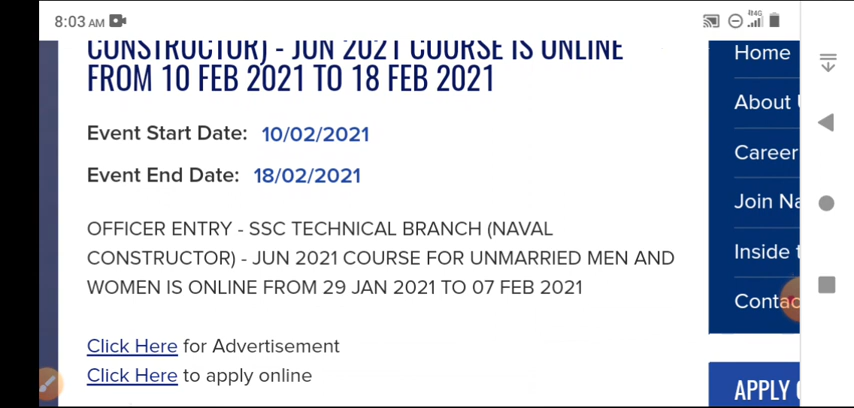 8:03 AM
4G
CONSTRUCTOR) - JUN 2021 COURSE IS ONLINE
FROM 10 FEB 2021 TO 18 FEB 2021
Event Start Date: 10/02/2021
Event End Date: 18/02/2021
OFFICER ENTRY - SSC TECHNICAL BRANCH (NAVAL
CONSTRUCTOR) - JUN 2021 COURSE FOR UNMARRIED MEN AND
WOMEN IS ONLINE FROM 29 JAN 2021 TO 07 FEB 2021
Click Here for Advertisement
Click Here to apply online
Home
About
Career
Join Na
Inside
Contac
APPLY